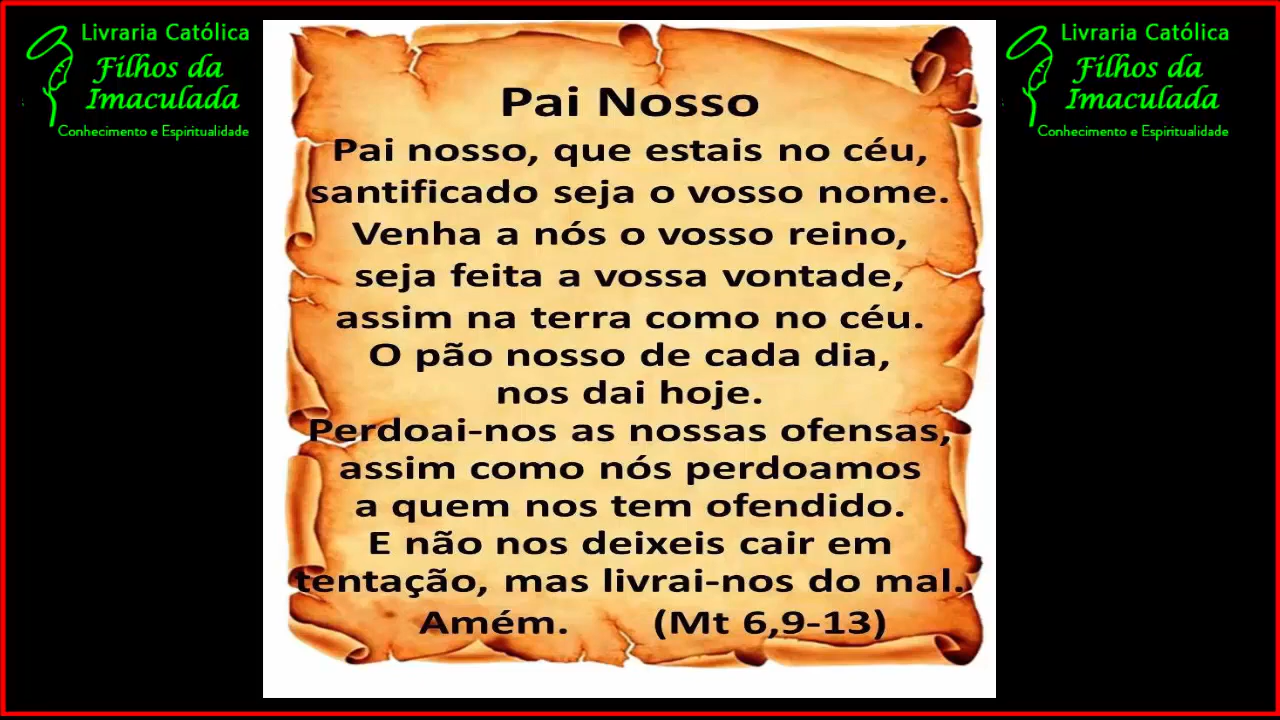 Livraria Católica
Filhos da
Imaculada
Conhecimento e Espiritualidade
Pai Nosso
Pai nosso, que estais no céu,
santificado seja o vosso nome.
Venha a nós o vosso reino,
seja feita a vossa vontade,
assim na terra como no céu.
O pão nosso de cada dia,
nos dai hoje.
Perdoai-nos as nossas ofensas,
assim como nós perdoamos
a quem nos tem ofendido.
E não nos deixeis cair em
tentação, mas livrai-nos do mal.
Amém. (Mt 6,9-13)
Livraria Católica
Filhos da
Imaculada
Conhecimento e Espiritualidade